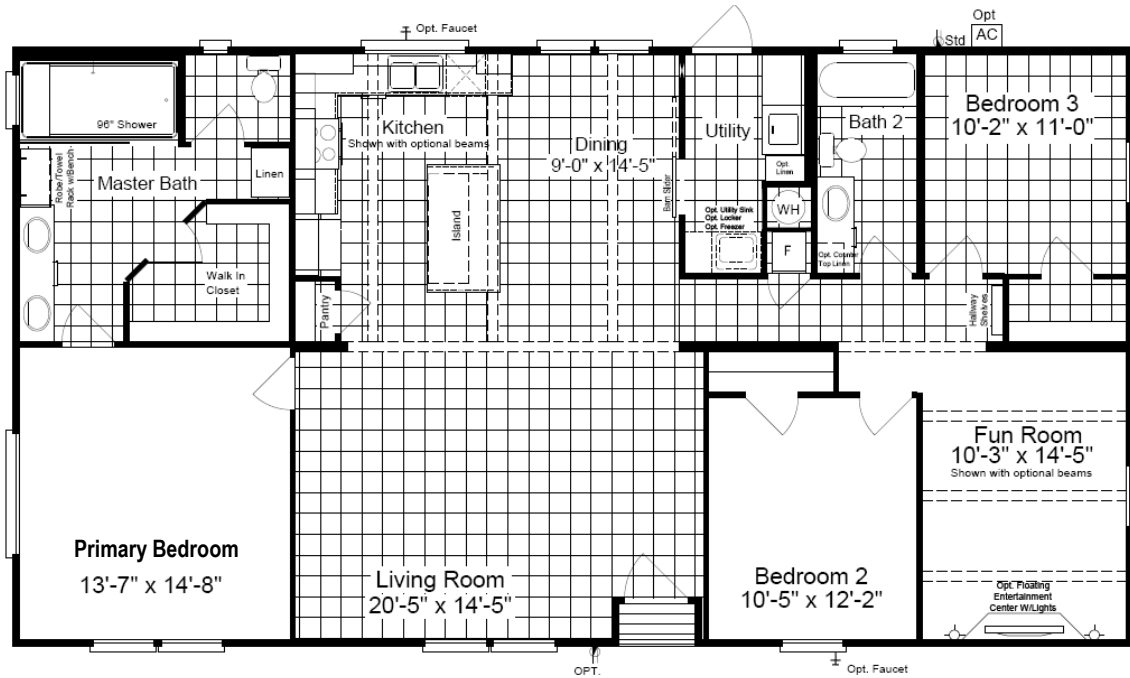 Opt. Faucet
Opt
AC
Std
96" Shower
Kitchen
Shown with optional beams
Dining
9'-0" x 14'-5"
Utility
Bath 2
Bedroom 3
10'-2" x 11'-0"
Robe/Towel
Rack w/Bench
Master Bath
Linen
Island
Barn Slider
Opt.
Linen
WH
Opt. Utility Sink
Opt. Locker
Opt. Freezer
F
Opt. Counter
Top Linen
Walk In
Closet
Pantry
Hallway
Shelves
Primary Bedroom
13'-7" x 14'-8"
Living Room
20'-5" x 14'-5"
Bedroom 2
10'-5" x 12'-2"
Fun Room
10'-3" x 14'-5"
Shown with optional beams
Opt. Floating
Entertainment
Center W/Lights
OPT.
Opt. Faucet